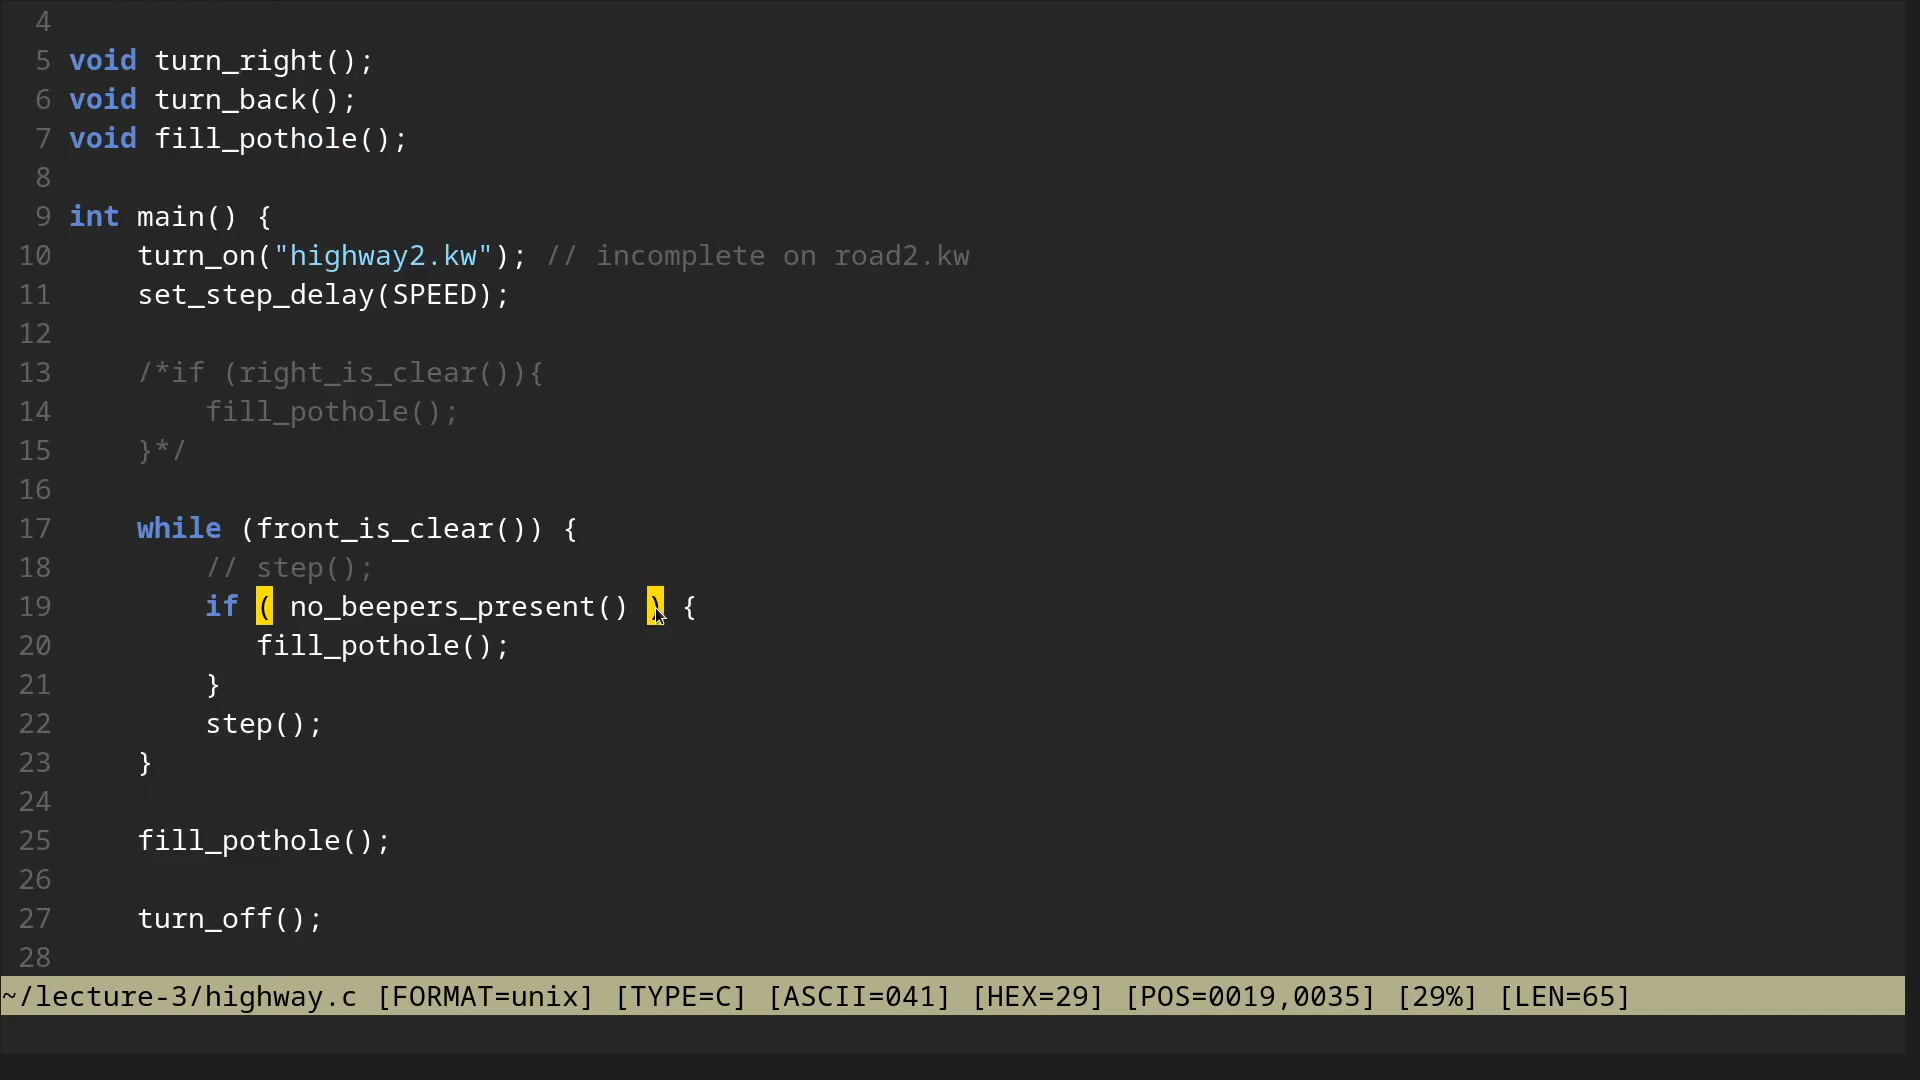 4
5 void turn_right();
6 void turn_back();
7 void fill_pothole();
8
9 int main() {
10     turn_on("highway2.kw"); // incomplete on road2.kw
11     set_step_delay(SPEED);
12
13     /*if (right_is_clear()){
14         fill_pothole();
15     }*/
16
17     while (front_is_clear()) {
18         // step();
19         if ( no_beepers_present() ) {
20            fill_pothole();
21         }
22         step();
23     }
24
25     fill_pothole();
26
27     turn_off();
28
~/lecture-3/highway.c [FORMAT=unix] [TYPE=C] [ASCII=041] [HEX=29] [POS=0019,0035] [29%] [LEN=65]